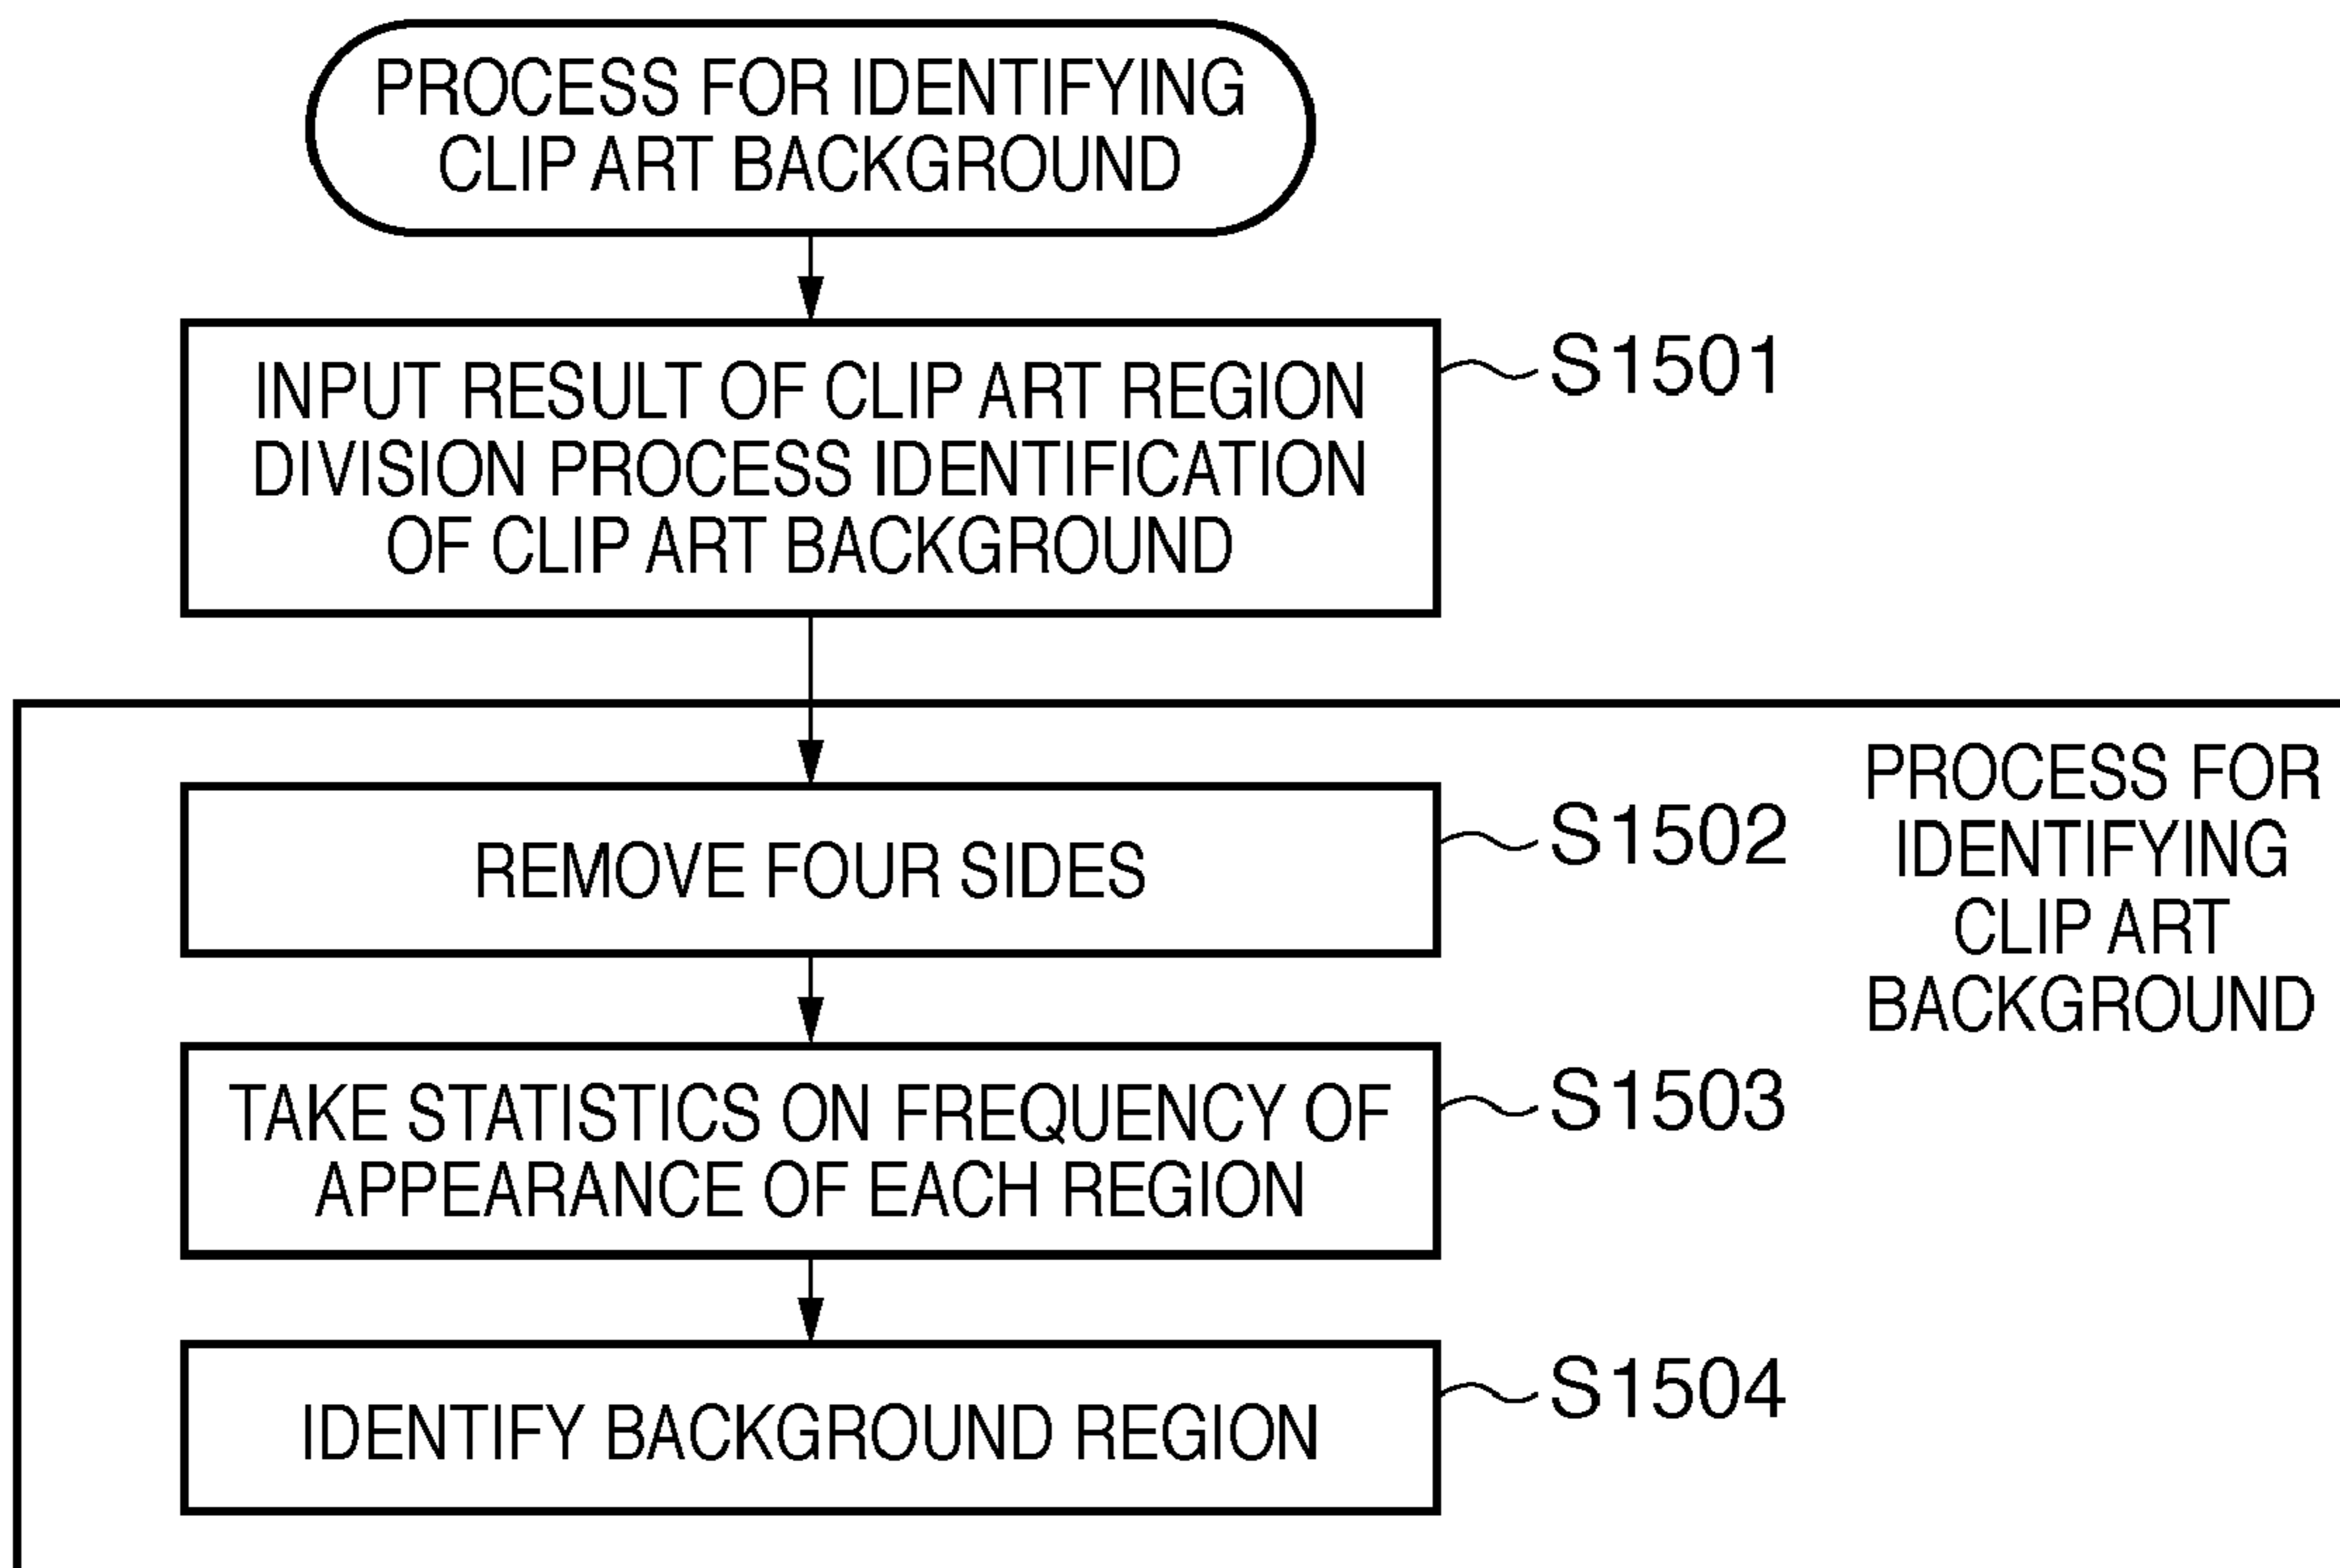 PROCESS FOR IDENTIFYING
CLIP ART BACKGROUND
INPUT RESULT OF CLIP ART REGION
DIVISION PROCESS IDENTIFICATION
OF CLIP ART BACKGROUND
S1501
REMOVE FOUR SIDES
S1502
PROCESS FOR
IDENTIFYING
CLIP ART
BACKGROUND
TAKE STATISTICS ON FREQUENCY OF
APPEARANCE OF EACH REGION
S1503
IDENTIFY BACKGROUND REGION
S1504